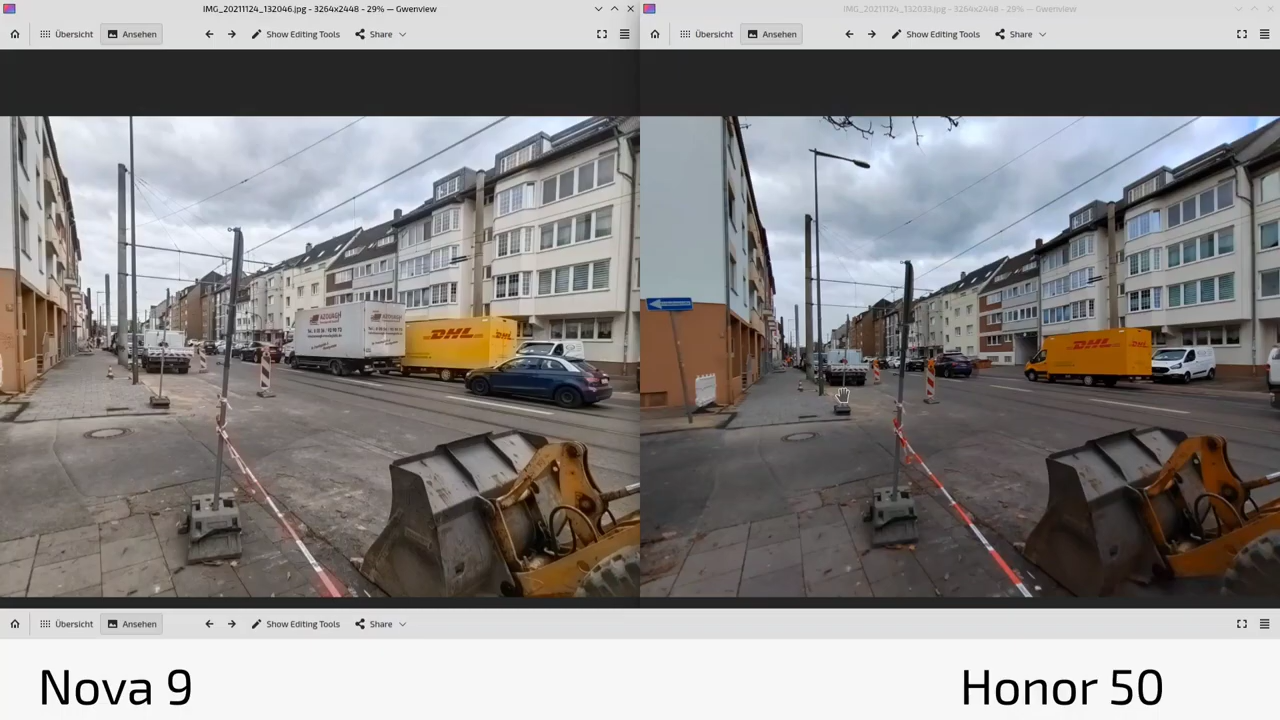 IMG_20211124_132046.jpg - 3264x2448 - 29% — Gwenview
Übersicht Ansehen Show Editing Tools Share
DHL
Nova 9
IMG_20211124_132033.jpg - 3264x2448 - 29% — Gwenview
Übersicht Ansehen Show Editing Tools Share
DHL
Übersicht Ansehen Show Editing Tools Share
Honor 50